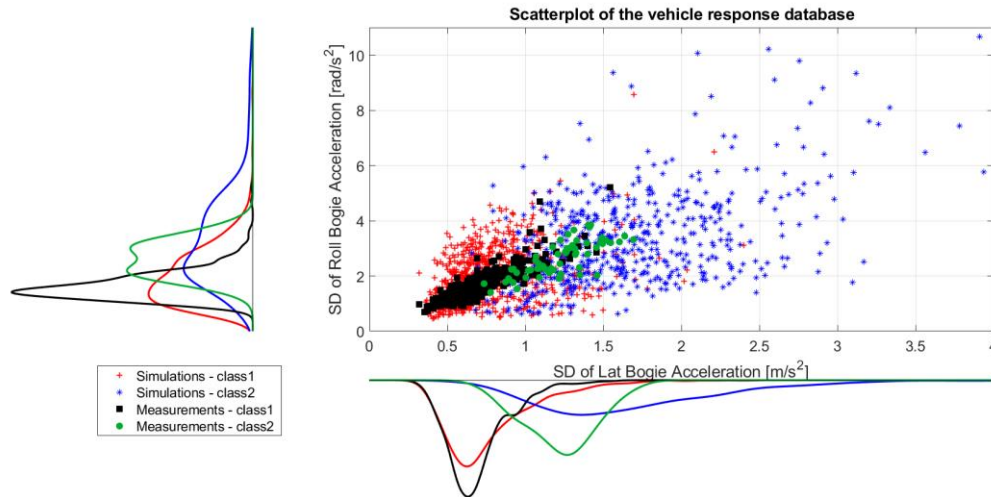 Scatterplot of the vehicle response database
SD of Roll Bogie Acceleration [rad/s²]
10
8
6
4
2
0
0 0.5 1 1.5 2 2.5 3 3.5 4
SD of Lat Bogie Acceleration [m/s²]
Simulations - class1
Simulations - class2
Measurements - class1
Measurements - class2